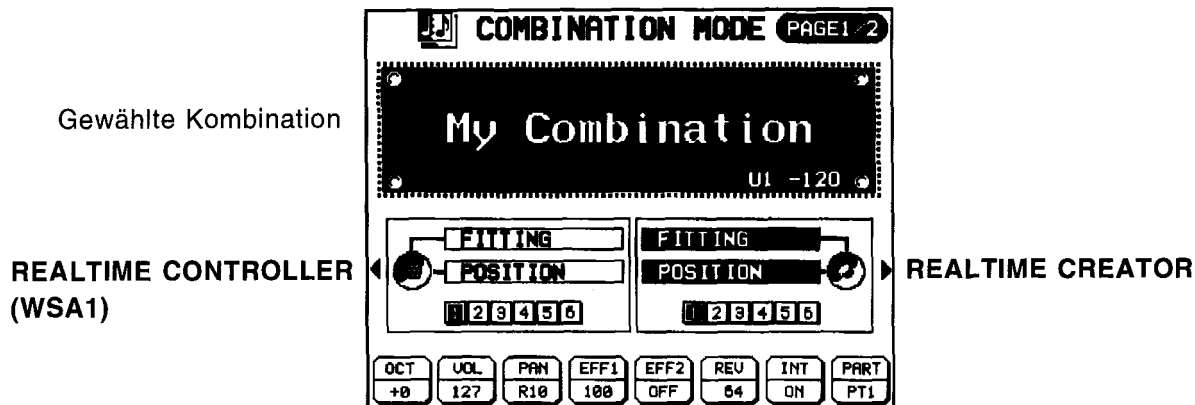 COMBINATION MODE PAGE1/2
Gewählte Kombination
My Combination
U1 -120
FITTING FITTING
REALTIME CONTROLLER POSITION POSITION REALTIME CREATOR
(WSA1)
1 2 3 4 5 6 1 2 3 4 5 6
OCT VOL PAN EFF1 EFF2 REV INT PART
+0 127 R10 100 OFF 64 ON PT1